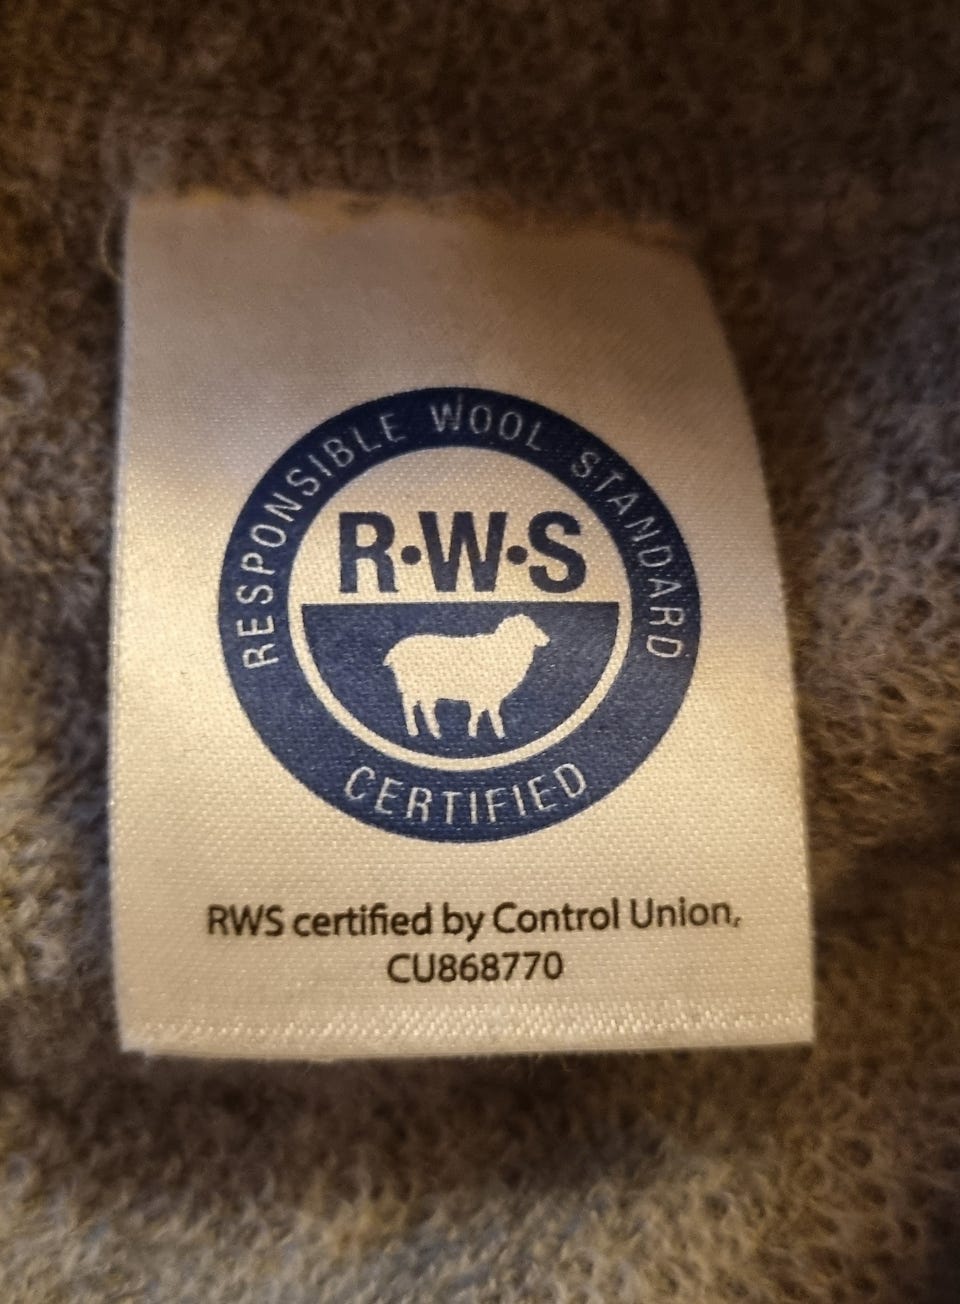 RESPONSIBLE WOOL STANDARD
R·W·S
CERTIFIED
RWS certified by Control Union,
CU868770